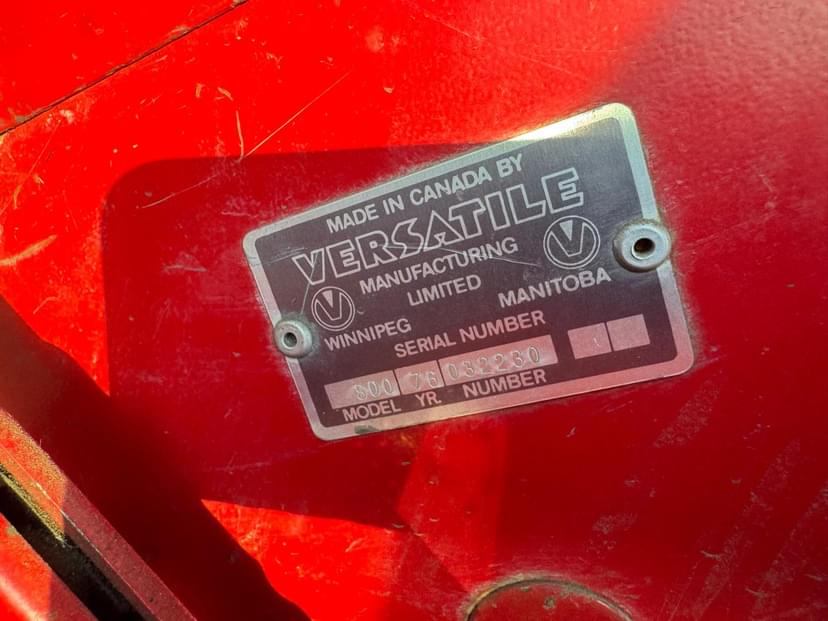 MADE IN CANADA BY
VERSATILE
MANUFACTURING
LIMITED
WINNIPEG MANITOBA
SERIAL NUMBER
800 76 032230
MODEL YR. NUMBER